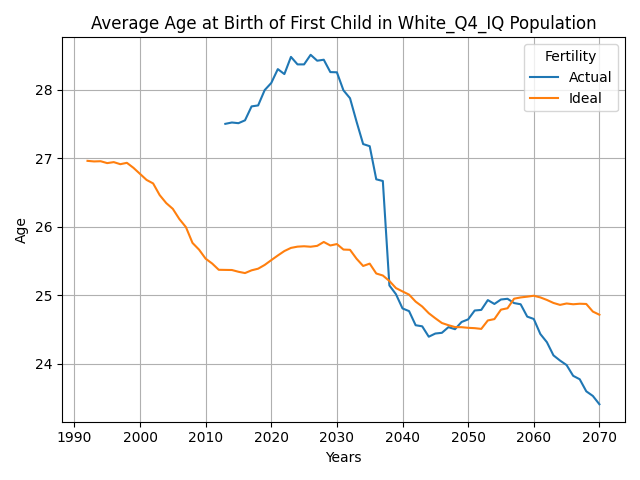 Average Age at Birth of First Child in White_Q4_IQ Population
Fertility
Actual
Ideal
28
27
26
25
24
Age
1990 2000 2010 2020 2030 2040 2050 2060 2070
Years